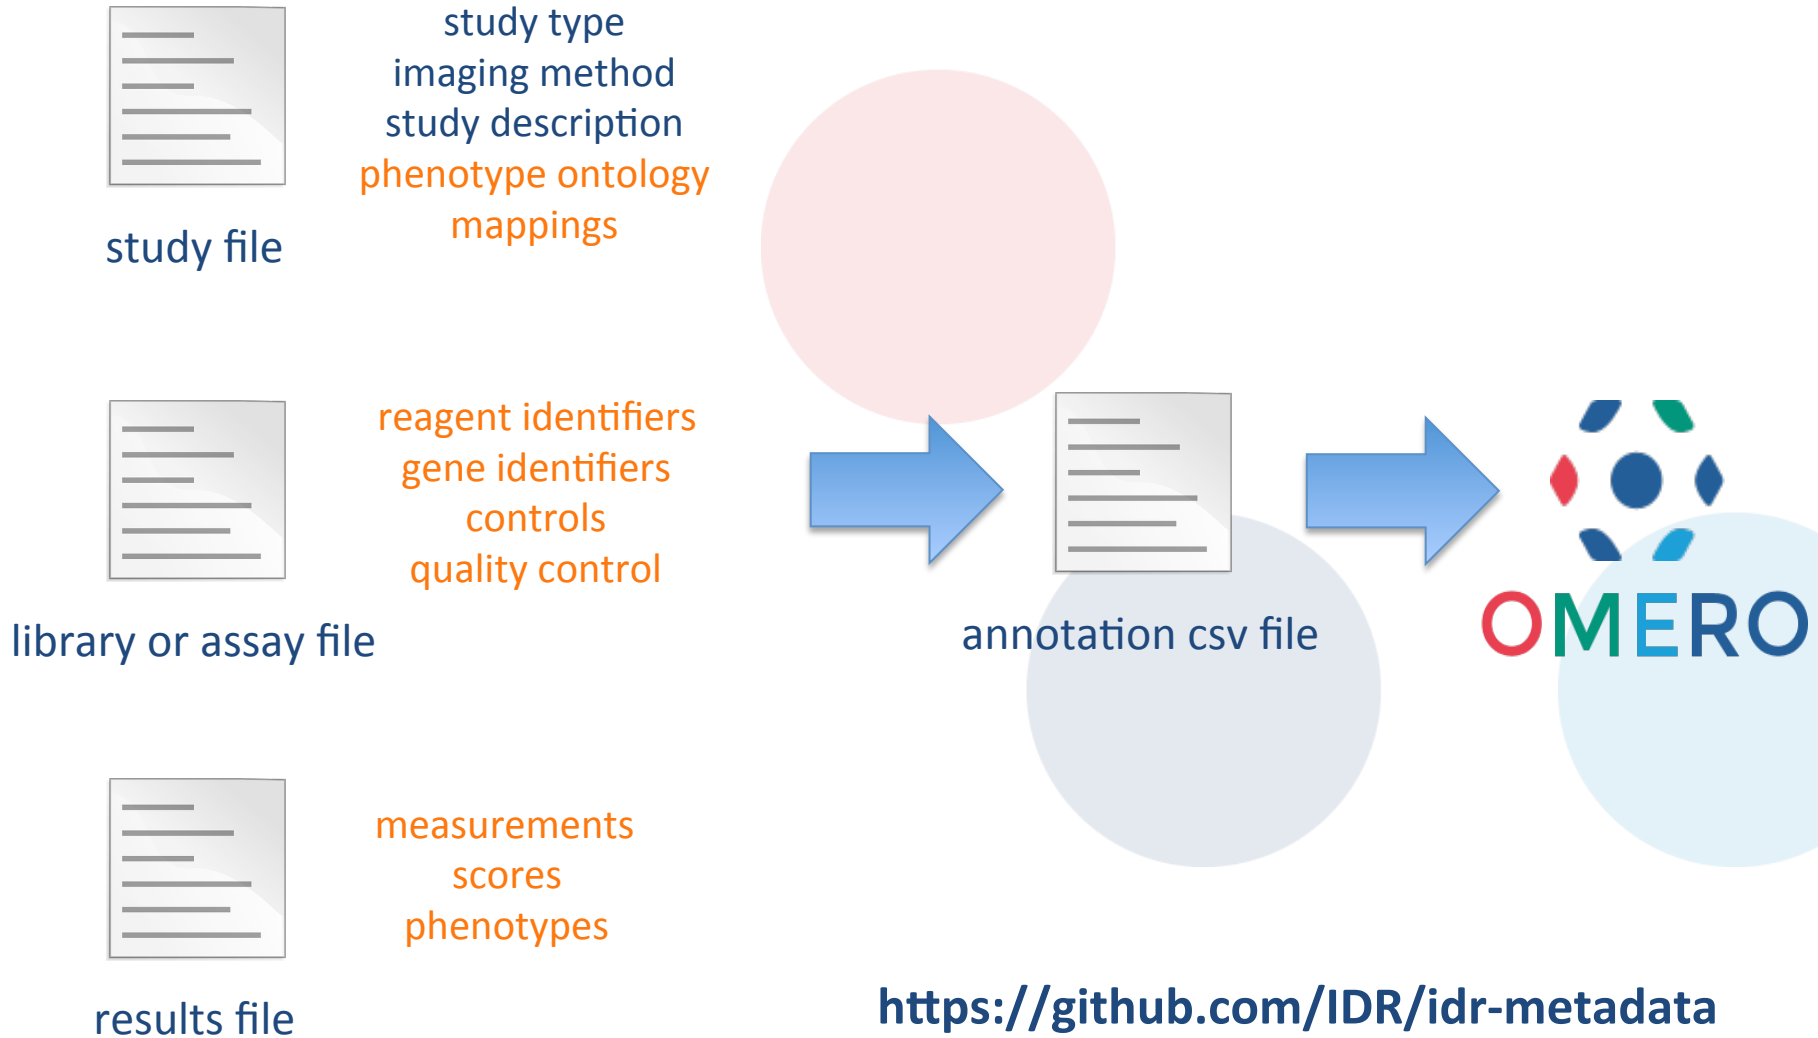 study type
imaging method
study description
phenotype ontology
mappings
study file
reagent identifiers
gene identifiers
controls
quality control
library or assay file
measurements
scores
phenotypes
results file
annotation csv file
OMERO
https://github.com/IDR/idr-metadata